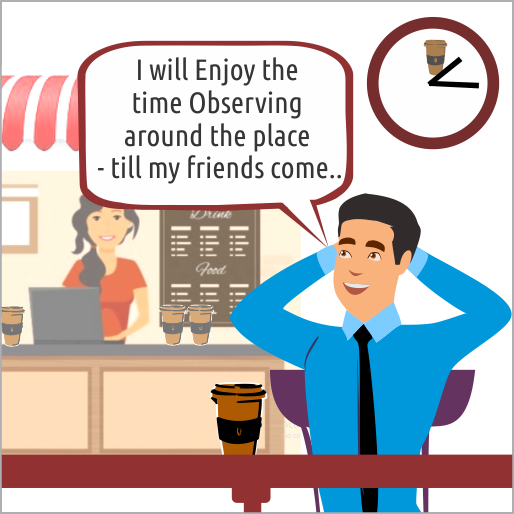 I will Enjoy the
time Observing
around the place
- till my friends come..
Drink
Food